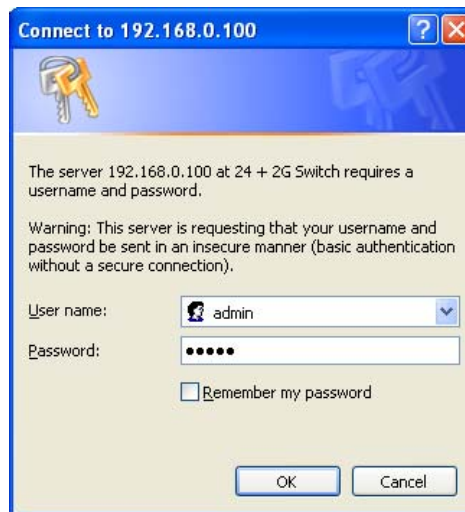 Connect to 192.168.0.100
The server 192.168.0.100 at 24 + 2G Switch requires a
username and password.
Warning: This server is requesting that your username and
password be sent in an insecure manner (basic authentication
without a secure connection).
User name:
admin
Password:
•••••
Remember my password
OK
Cancel